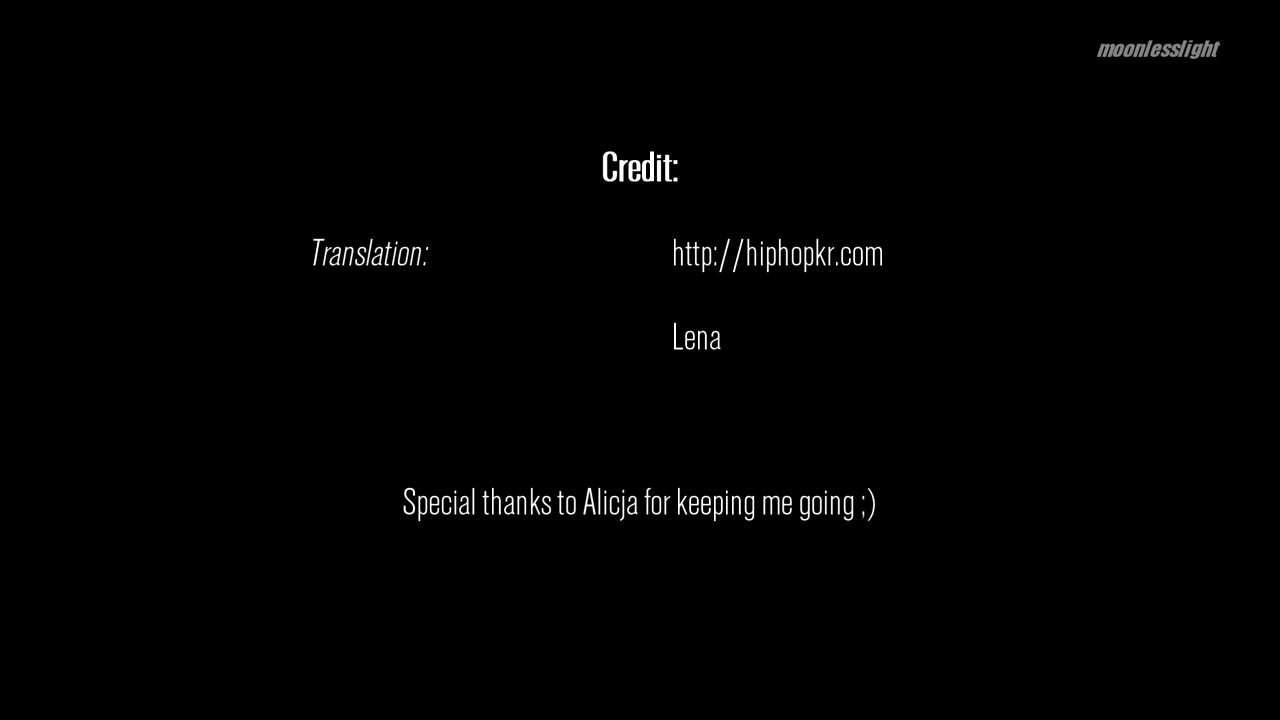 moonlesslight
Credit:
Translation: http://hiphopkr.com
Lena
Special thanks to Alicja for keeping me going ;)